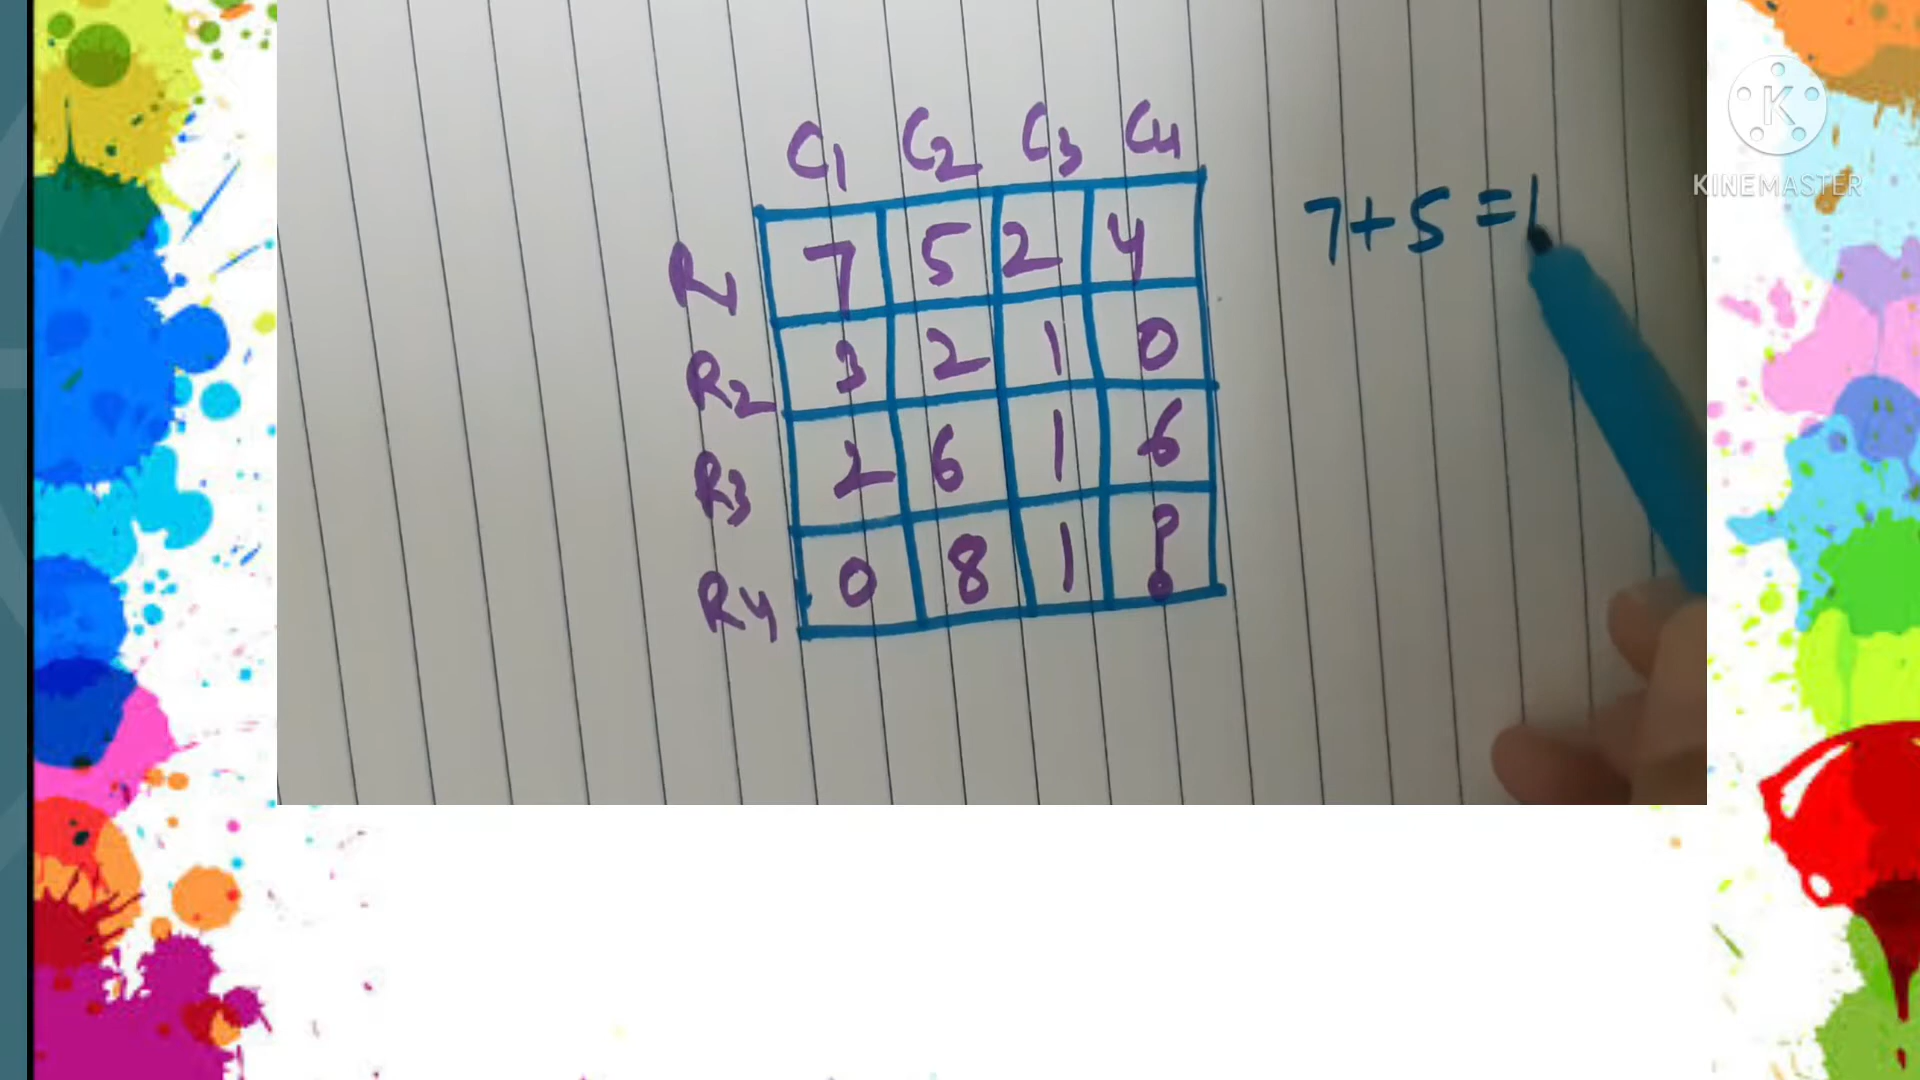 C1 C2 C3 C4
R1 7 5 2 4 7+5=1
R2 3 2 1 0
R3 2 6 1 6
R4 0 8 1 ?
K
KINEMASTER